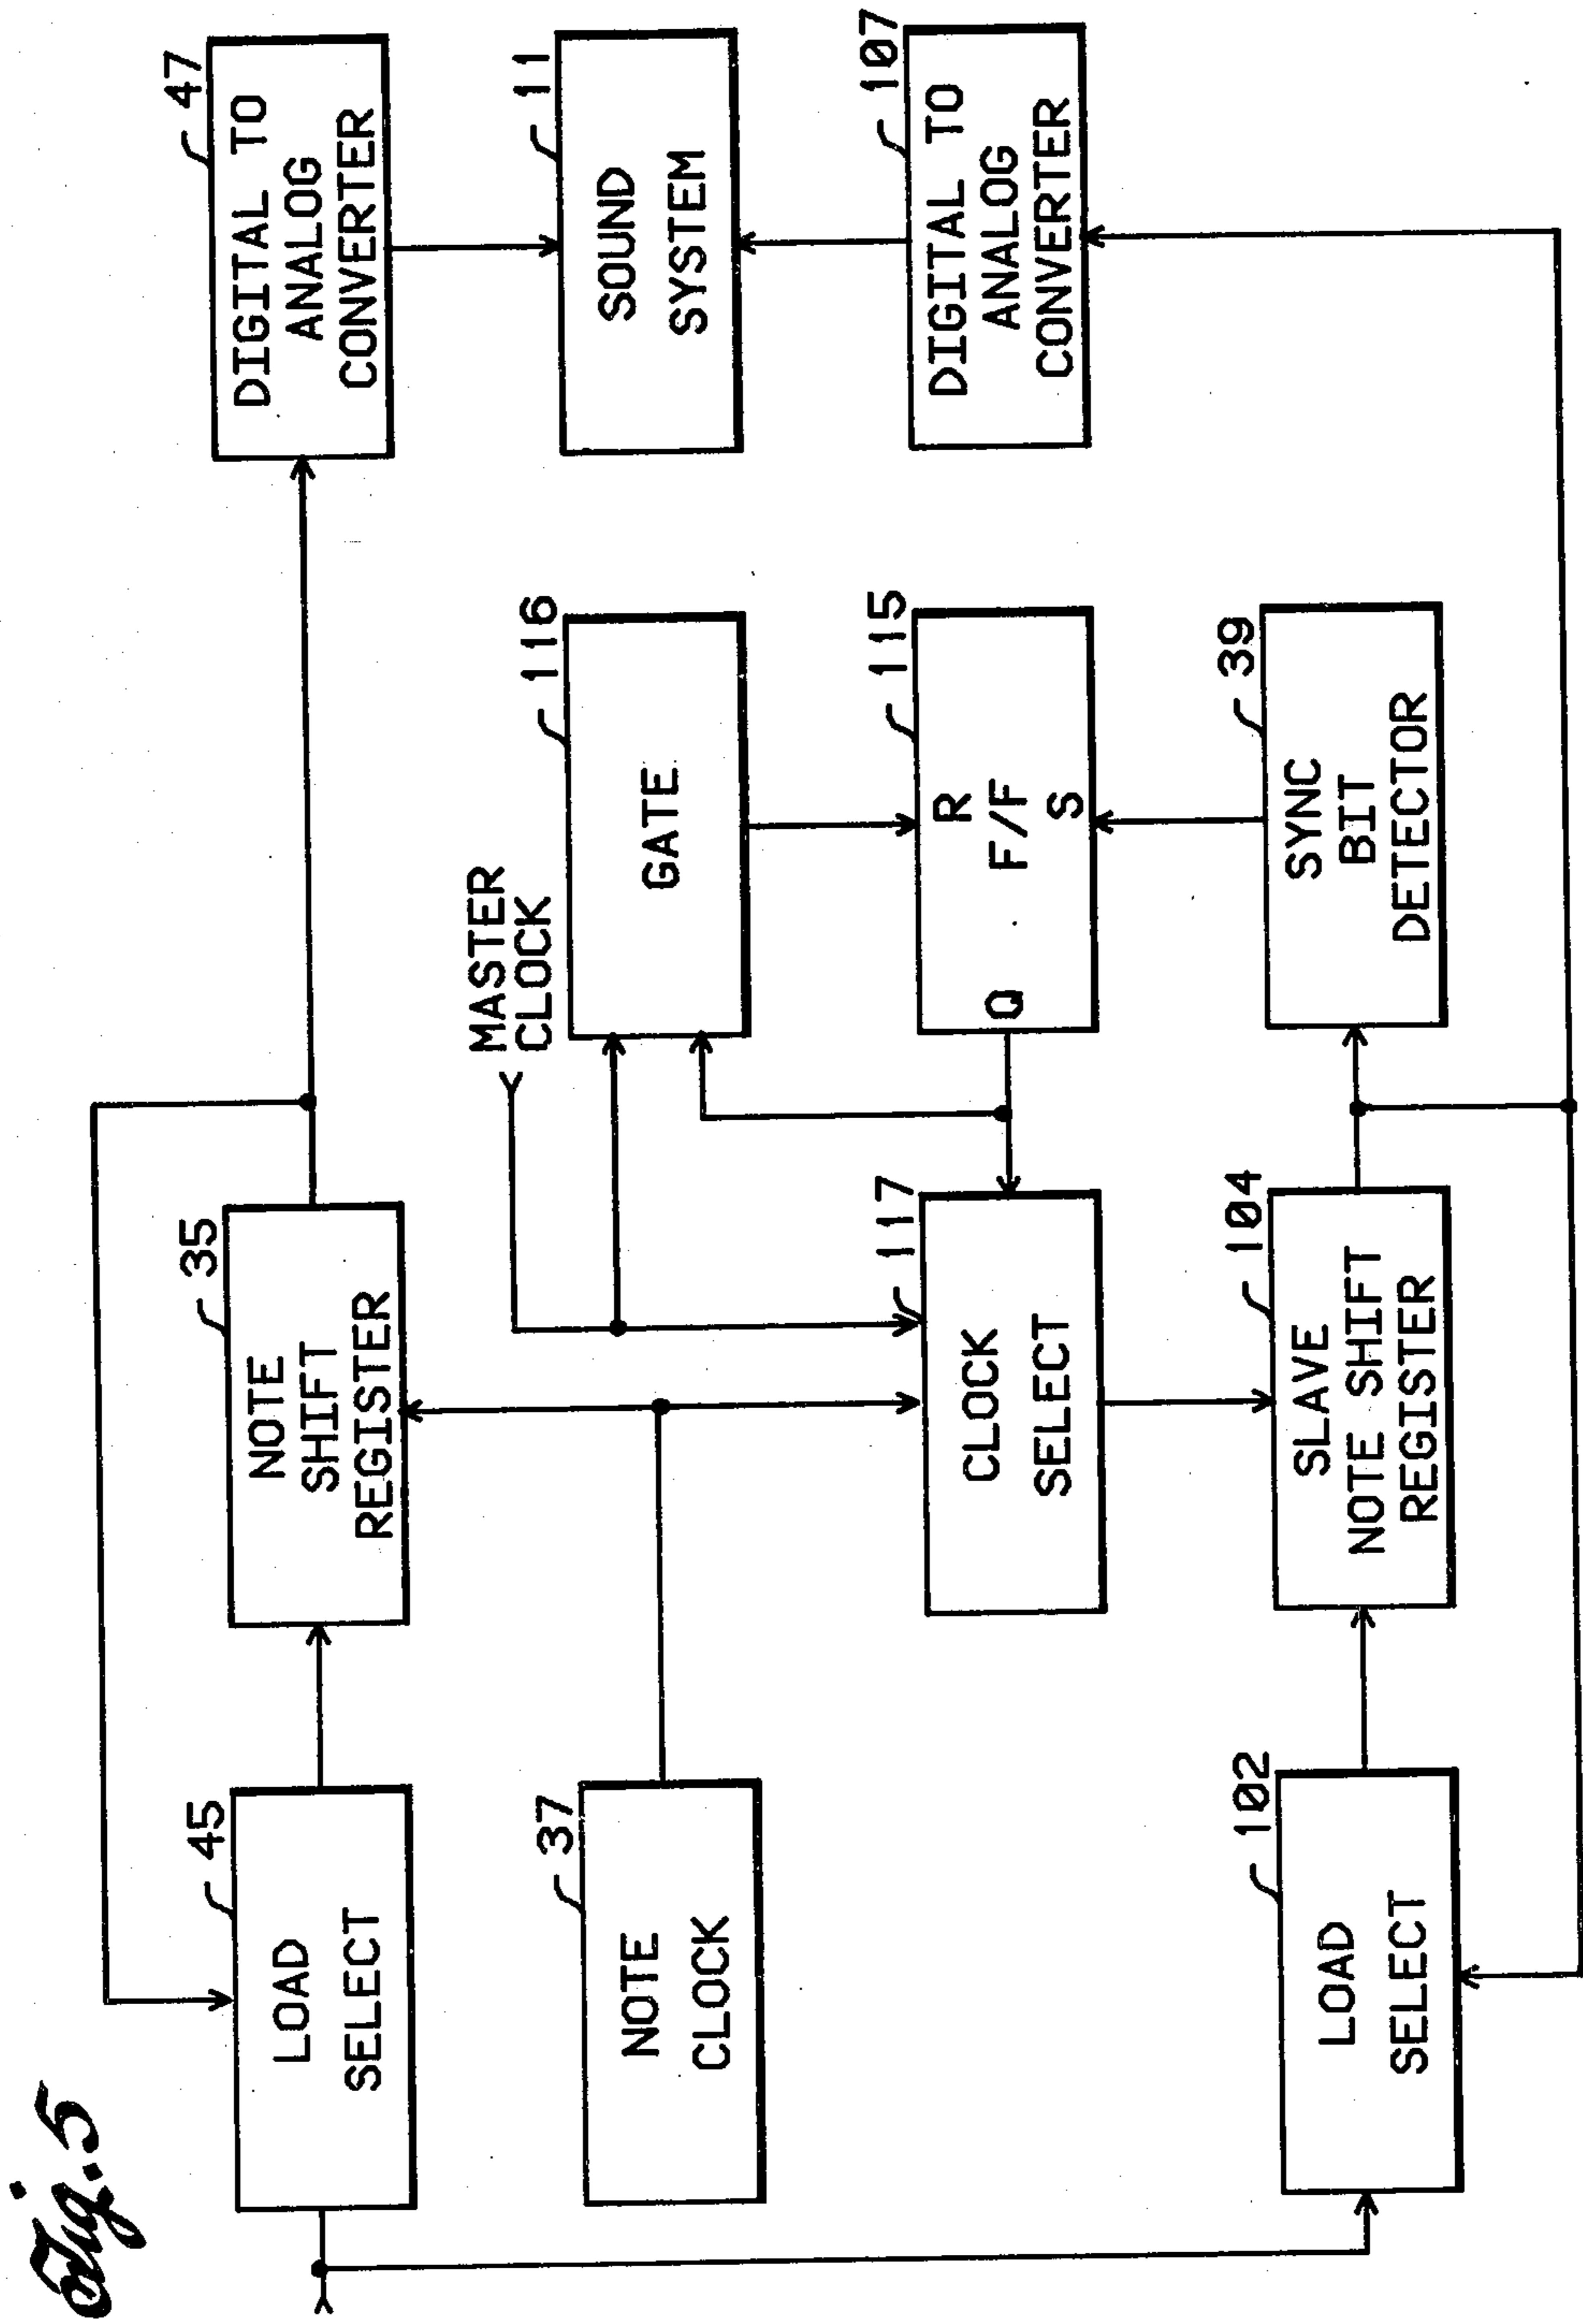 Fig. 5
45
LOAD
SELECT
35
NOTE
SHIFT
REGISTER
47
DIGITAL TO
ANALOG
CONVERTER
37
NOTE
CLOCK
MASTER
CLOCK
116
GATE
11
SOUND
SYSTEM
117
CLOCK
SELECT
115
R
F/F
Q
S
107
DIGITAL TO
ANALOG
CONVERTER
102
LOAD
SELECT
104
SLAVE
NOTE SHIFT
REGISTER
39
SYNC
BIT
DETECTOR